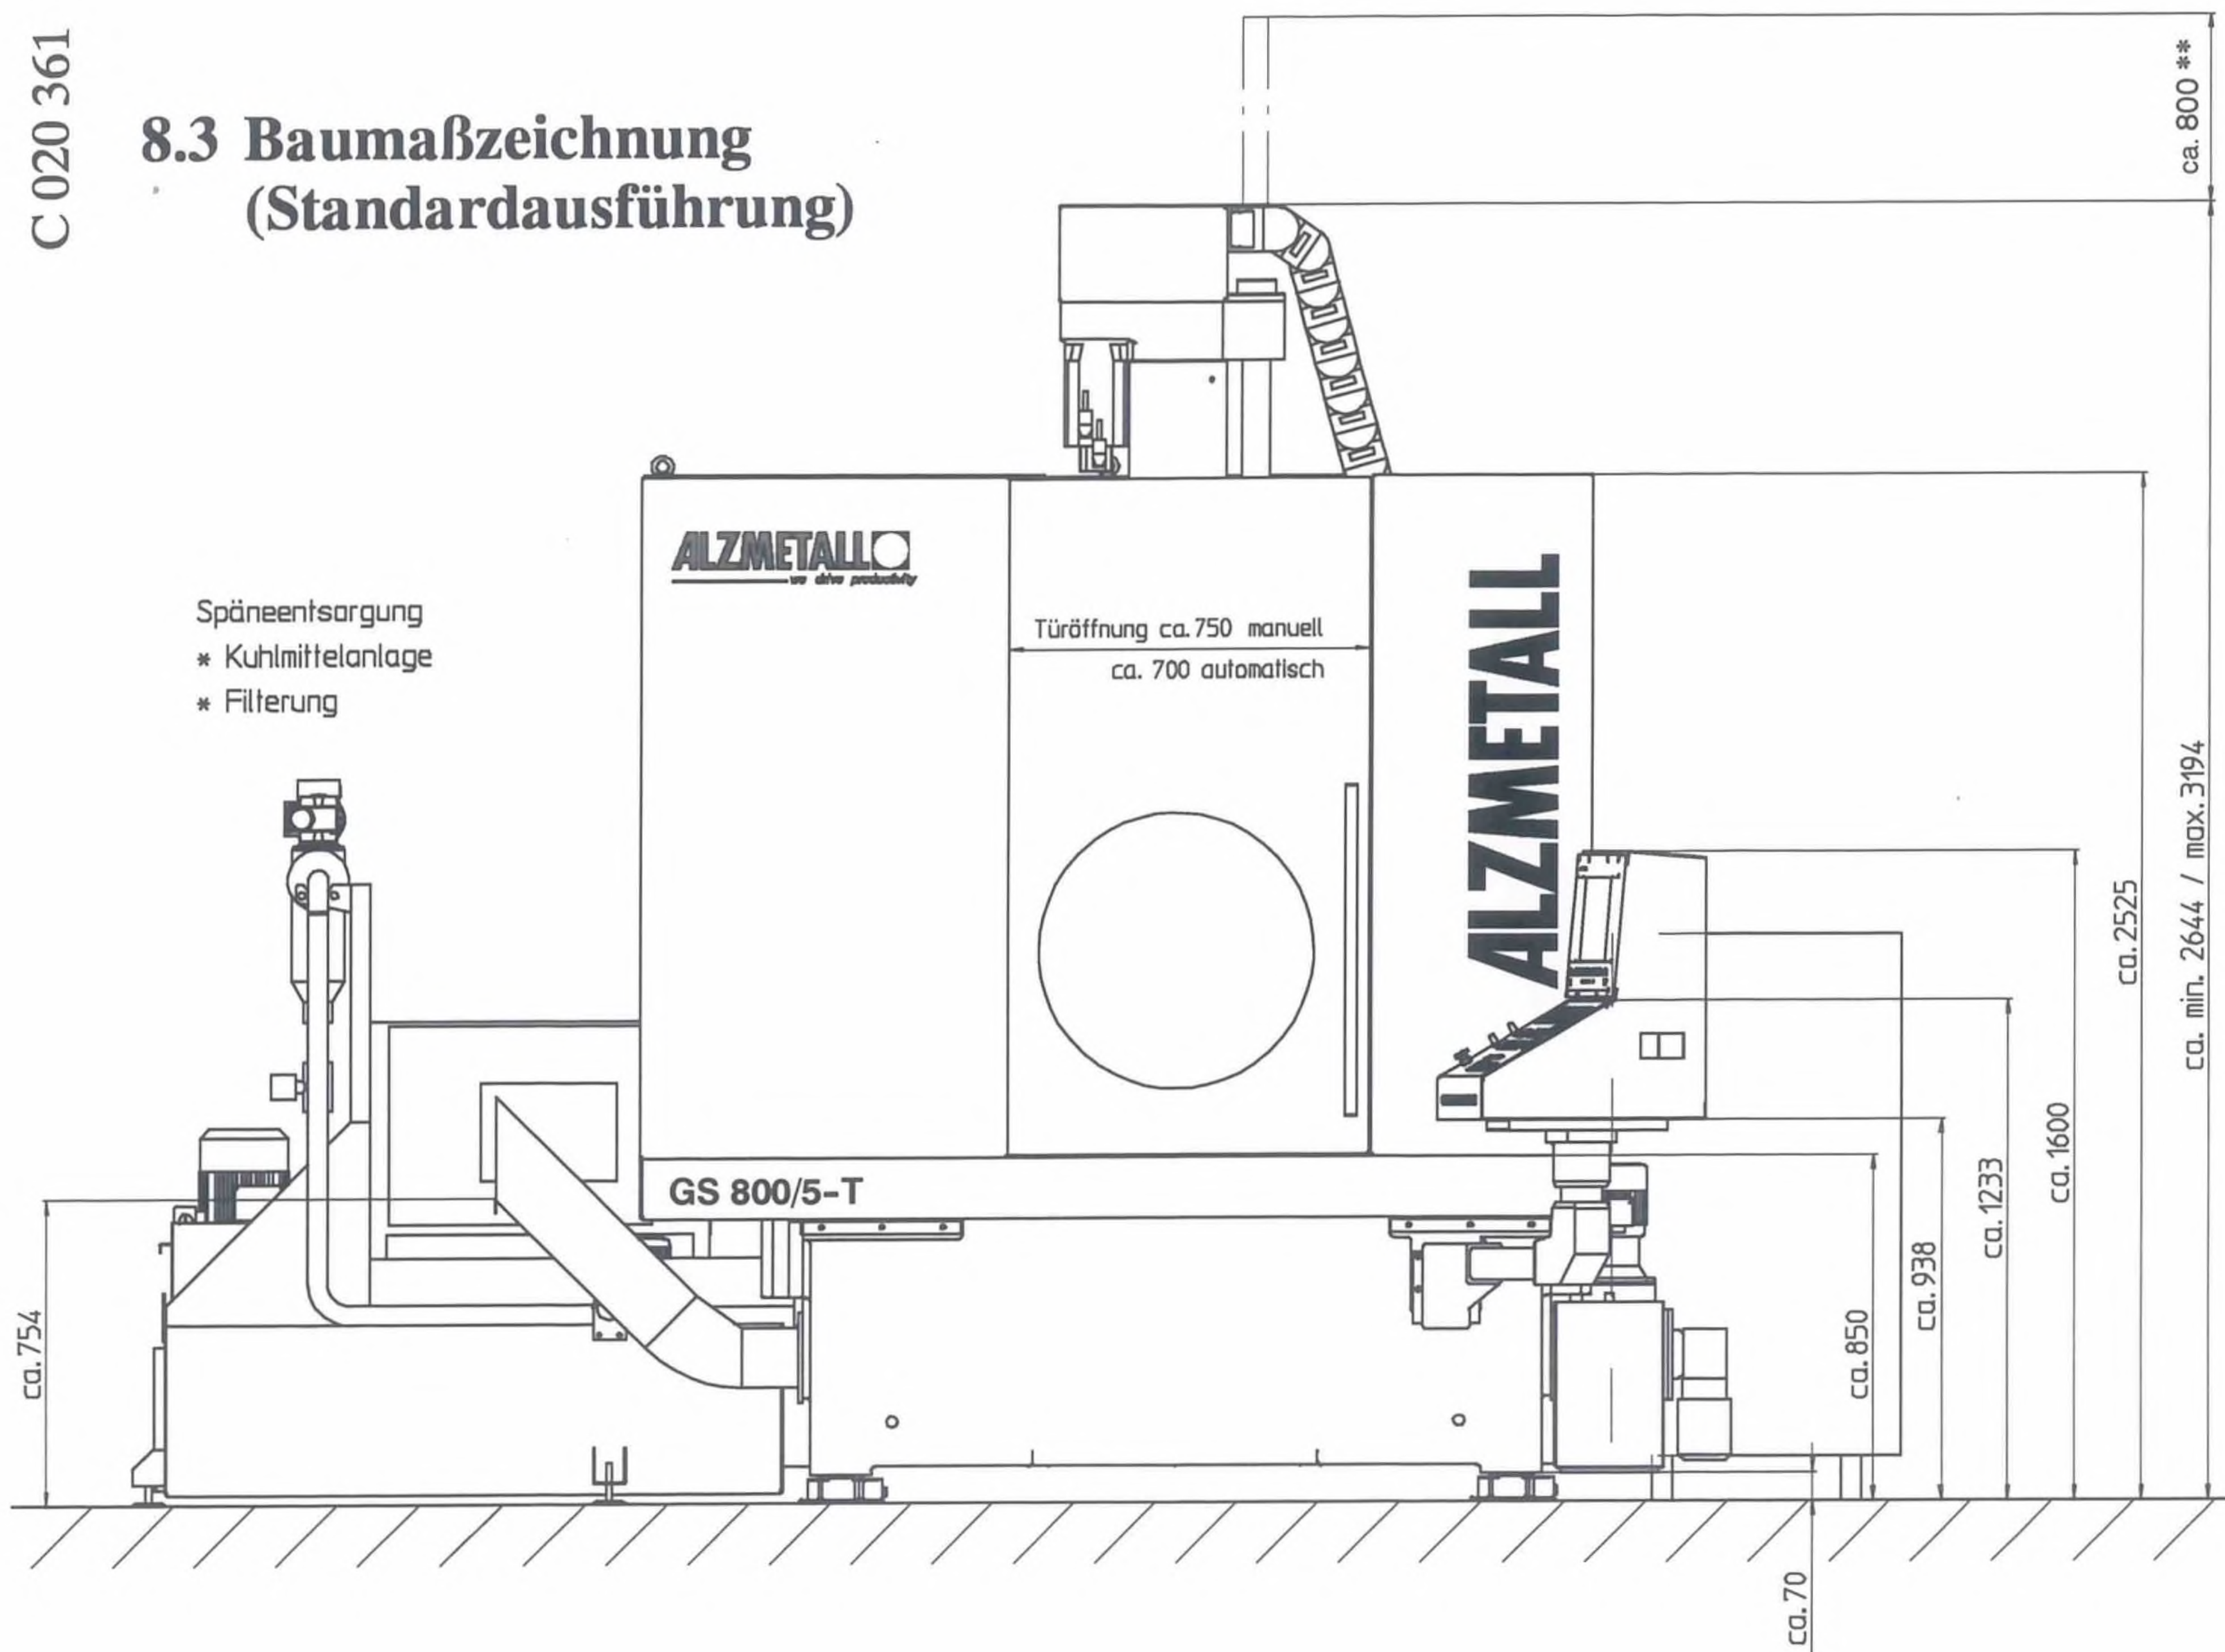 C 020 361
8.3 Baumaßzeichnung
(Standardausführung)
ca. 800 **
ALZMETALL
we drive productivity
Späneentsorgung
* Kuhlmittelanlage
* Filterung
Türöffnung ca. 750 manuell
ca. 700 automatisch
ALZMETALL
GS 800/5-T
ca. 754
ca. 850
ca. 938
ca. 1233
ca. 1600
ca. 2525
ca. min. 2644 / max. 3194
ca. 70